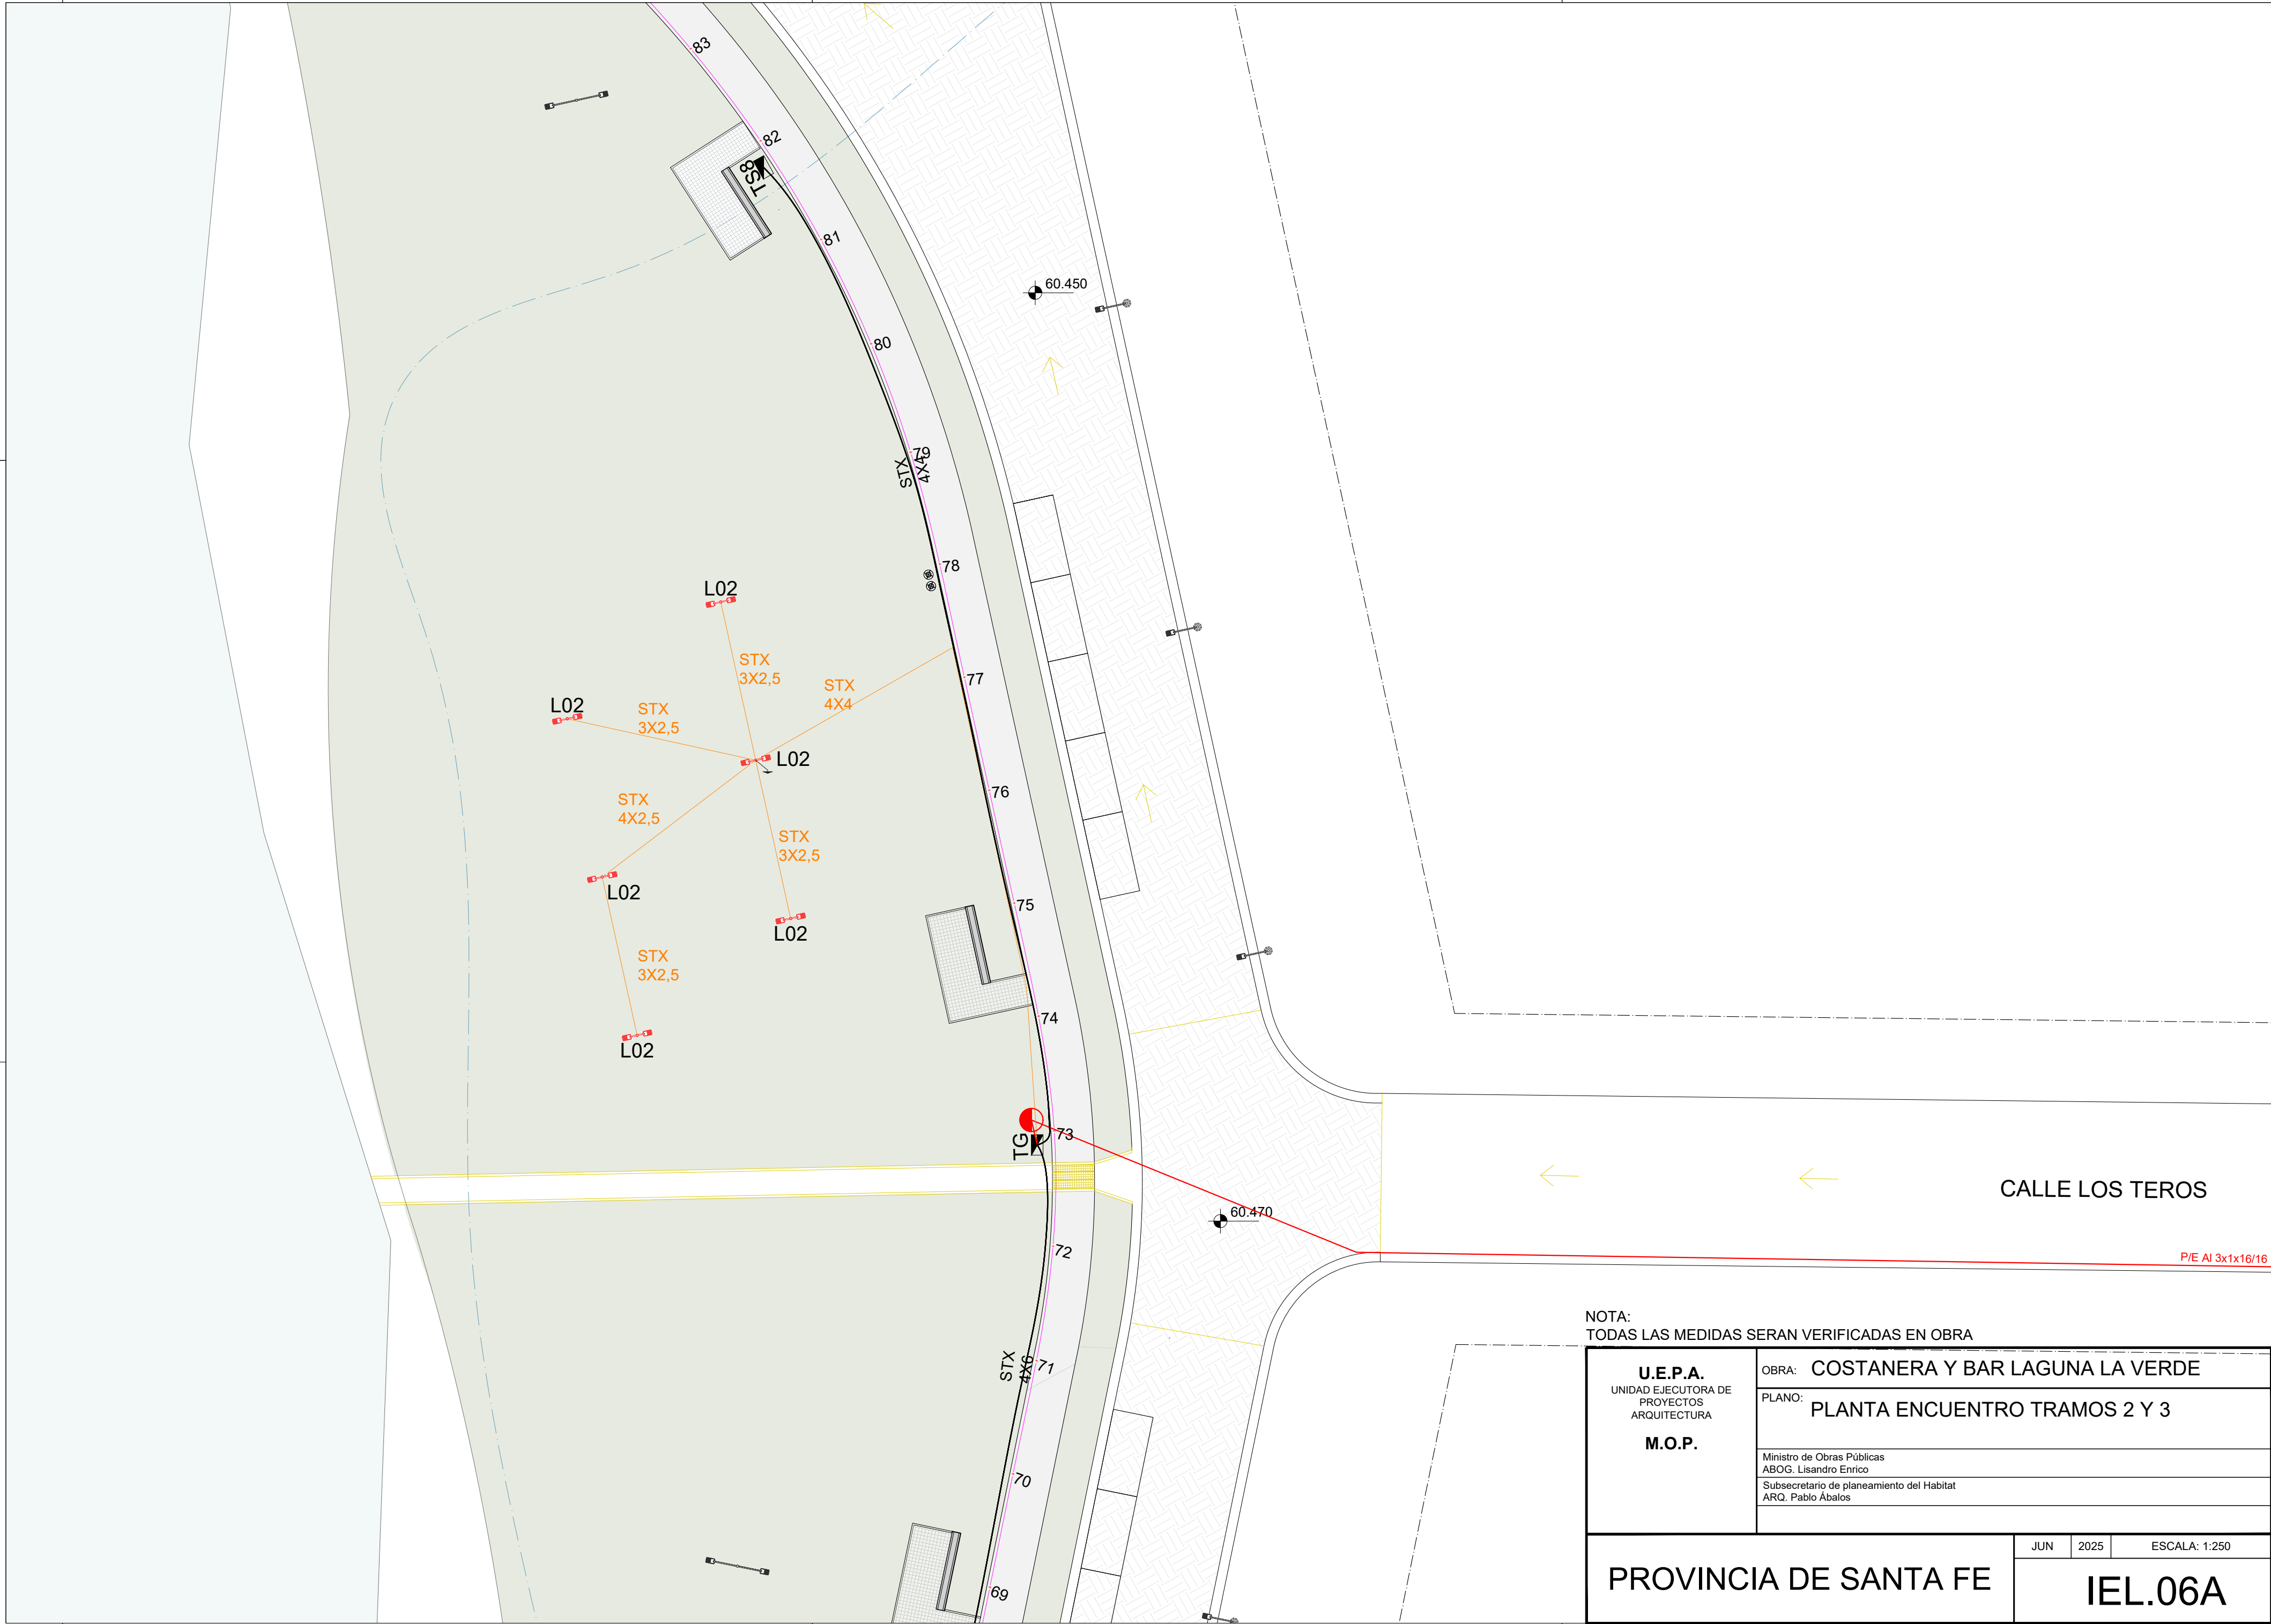 83
82
TS8
81
60.450
80
79
STX
4X4
78
L02
STX
3X2,5
STX
4X4
77
L02
STX
3X2,5
L02
76
STX
4X2,5
STX
3X2,5
L02
75
L02
STX
3X2,5
74
L02
73
TG
CALLE LOS TEROS
60.470
72
P/E Al 3x1x16/16
NOTA:
TODAS LAS MEDIDAS SERAN VERIFICADAS EN OBRA
STX
4X6
71
70
69
U.E.P.A.
UNIDAD EJECUTORA DE
PROYECTOS
ARQUITECTURA
M.O.P.
OBRA: COSTANERA Y BAR LAGUNA LA VERDE
PLANO:
PLANTA ENCUENTRO TRAMOS 2 Y 3
Ministro de Obras Públicas
ABOG. Lisandro Enrico
Subsecretario de planeamiento del Habitat
ARQ. Pablo Ábalos
PROVINCIA DE SANTA FE
JUN 2025 ESCALA: 1:250
IEL.06A